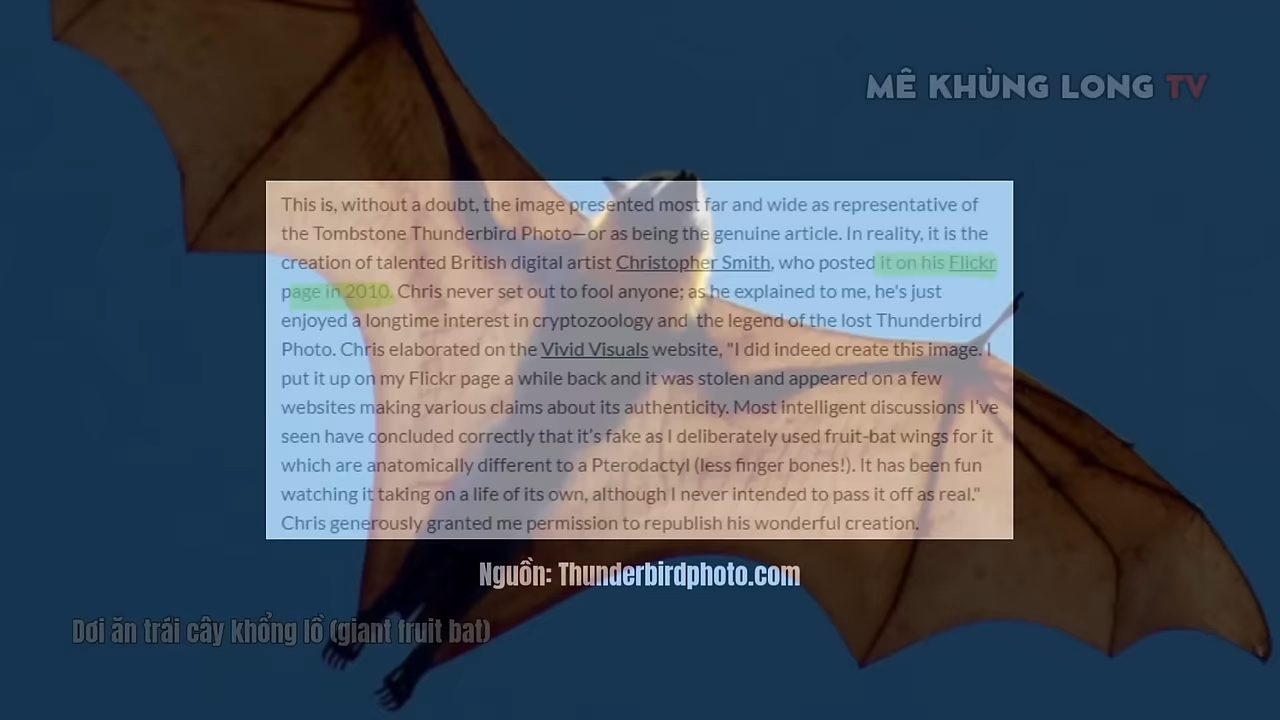 MÊ KHỦNG LONG TV
This is, without a doubt, the image presented most far and wide as representative of
the Tombstone Thunderbird Photo—or as being the genuine article. In reality, it is the
creation of talented British digital artist Christopher Smith, who posted it on his Flickr
page in 2010. Chris never set out to fool anyone; as he explained to me, he's just
enjoyed a longtime interest in cryptozoology and the legend of the lost Thunderbird
Photo. Chris elaborated on the Vivid Visuals website, "I did indeed create this image. I
put it up on my Flickr page a while back and it was stolen and appeared on a few
websites making various claims about its authenticity. Most intelligent discussions I've
seen have concluded correctly that it's fake as I deliberately used fruit-bat wings for it
which are anatomically different to a Pterodactyl (less finger bones!). It has been fun
watching it taking on a life of its own, although I never intended to pass it off as real."
Chris generously granted me permission to republish his wonderful creation.
Nguồn: Thunderbirdphoto.com
Dơi ăn trái cây khổng lồ (giant fruit bat)